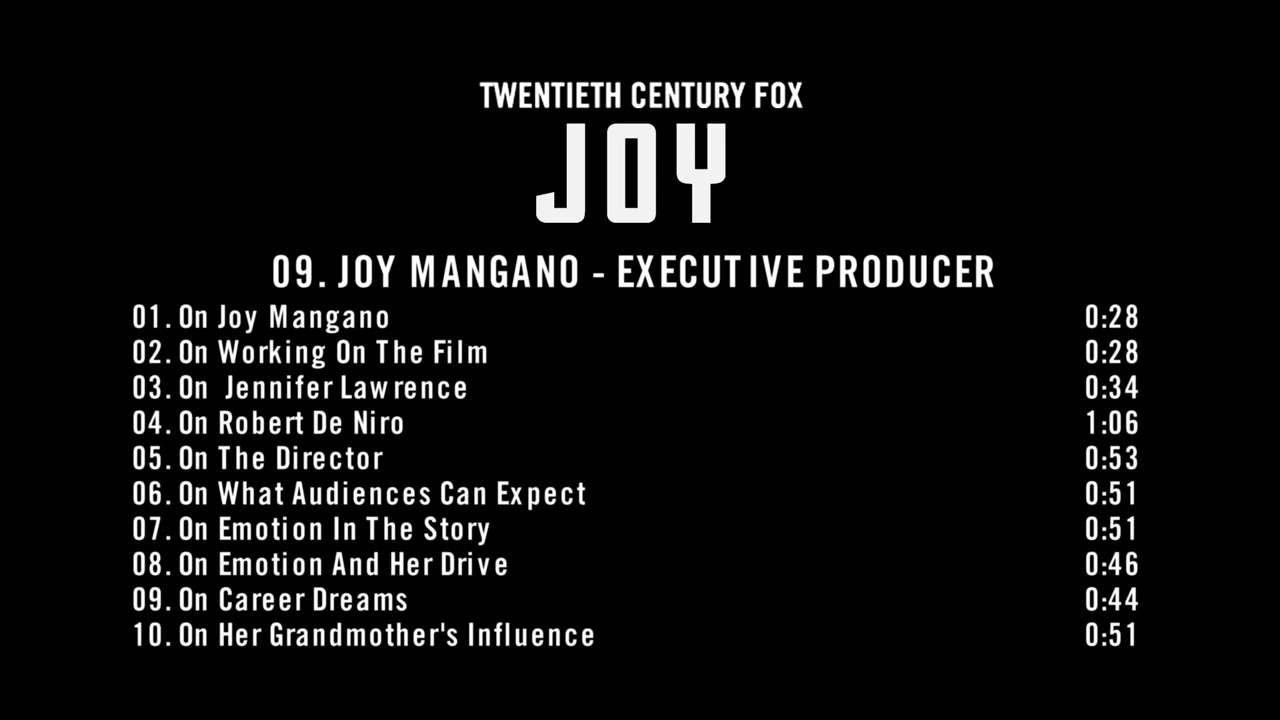 TWENTIETH CENTURY FOX
JOY
09. JOY MANGANO - EXECUTIVE PRODUCER
01. On Joy Mangano 0:28
02. On Working On The Film 0:28
03. On Jennifer Lawrence 0:34
04. On Robert De Niro 1:06
05. On The Director 0:53
06. On What Audiences Can Expect 0:51
07. On Emotion In The Story 0:51
08. On Emotion And Her Drive 0:46
09. On Career Dreams 0:44
10. On Her Grandmother's Influence 0:51